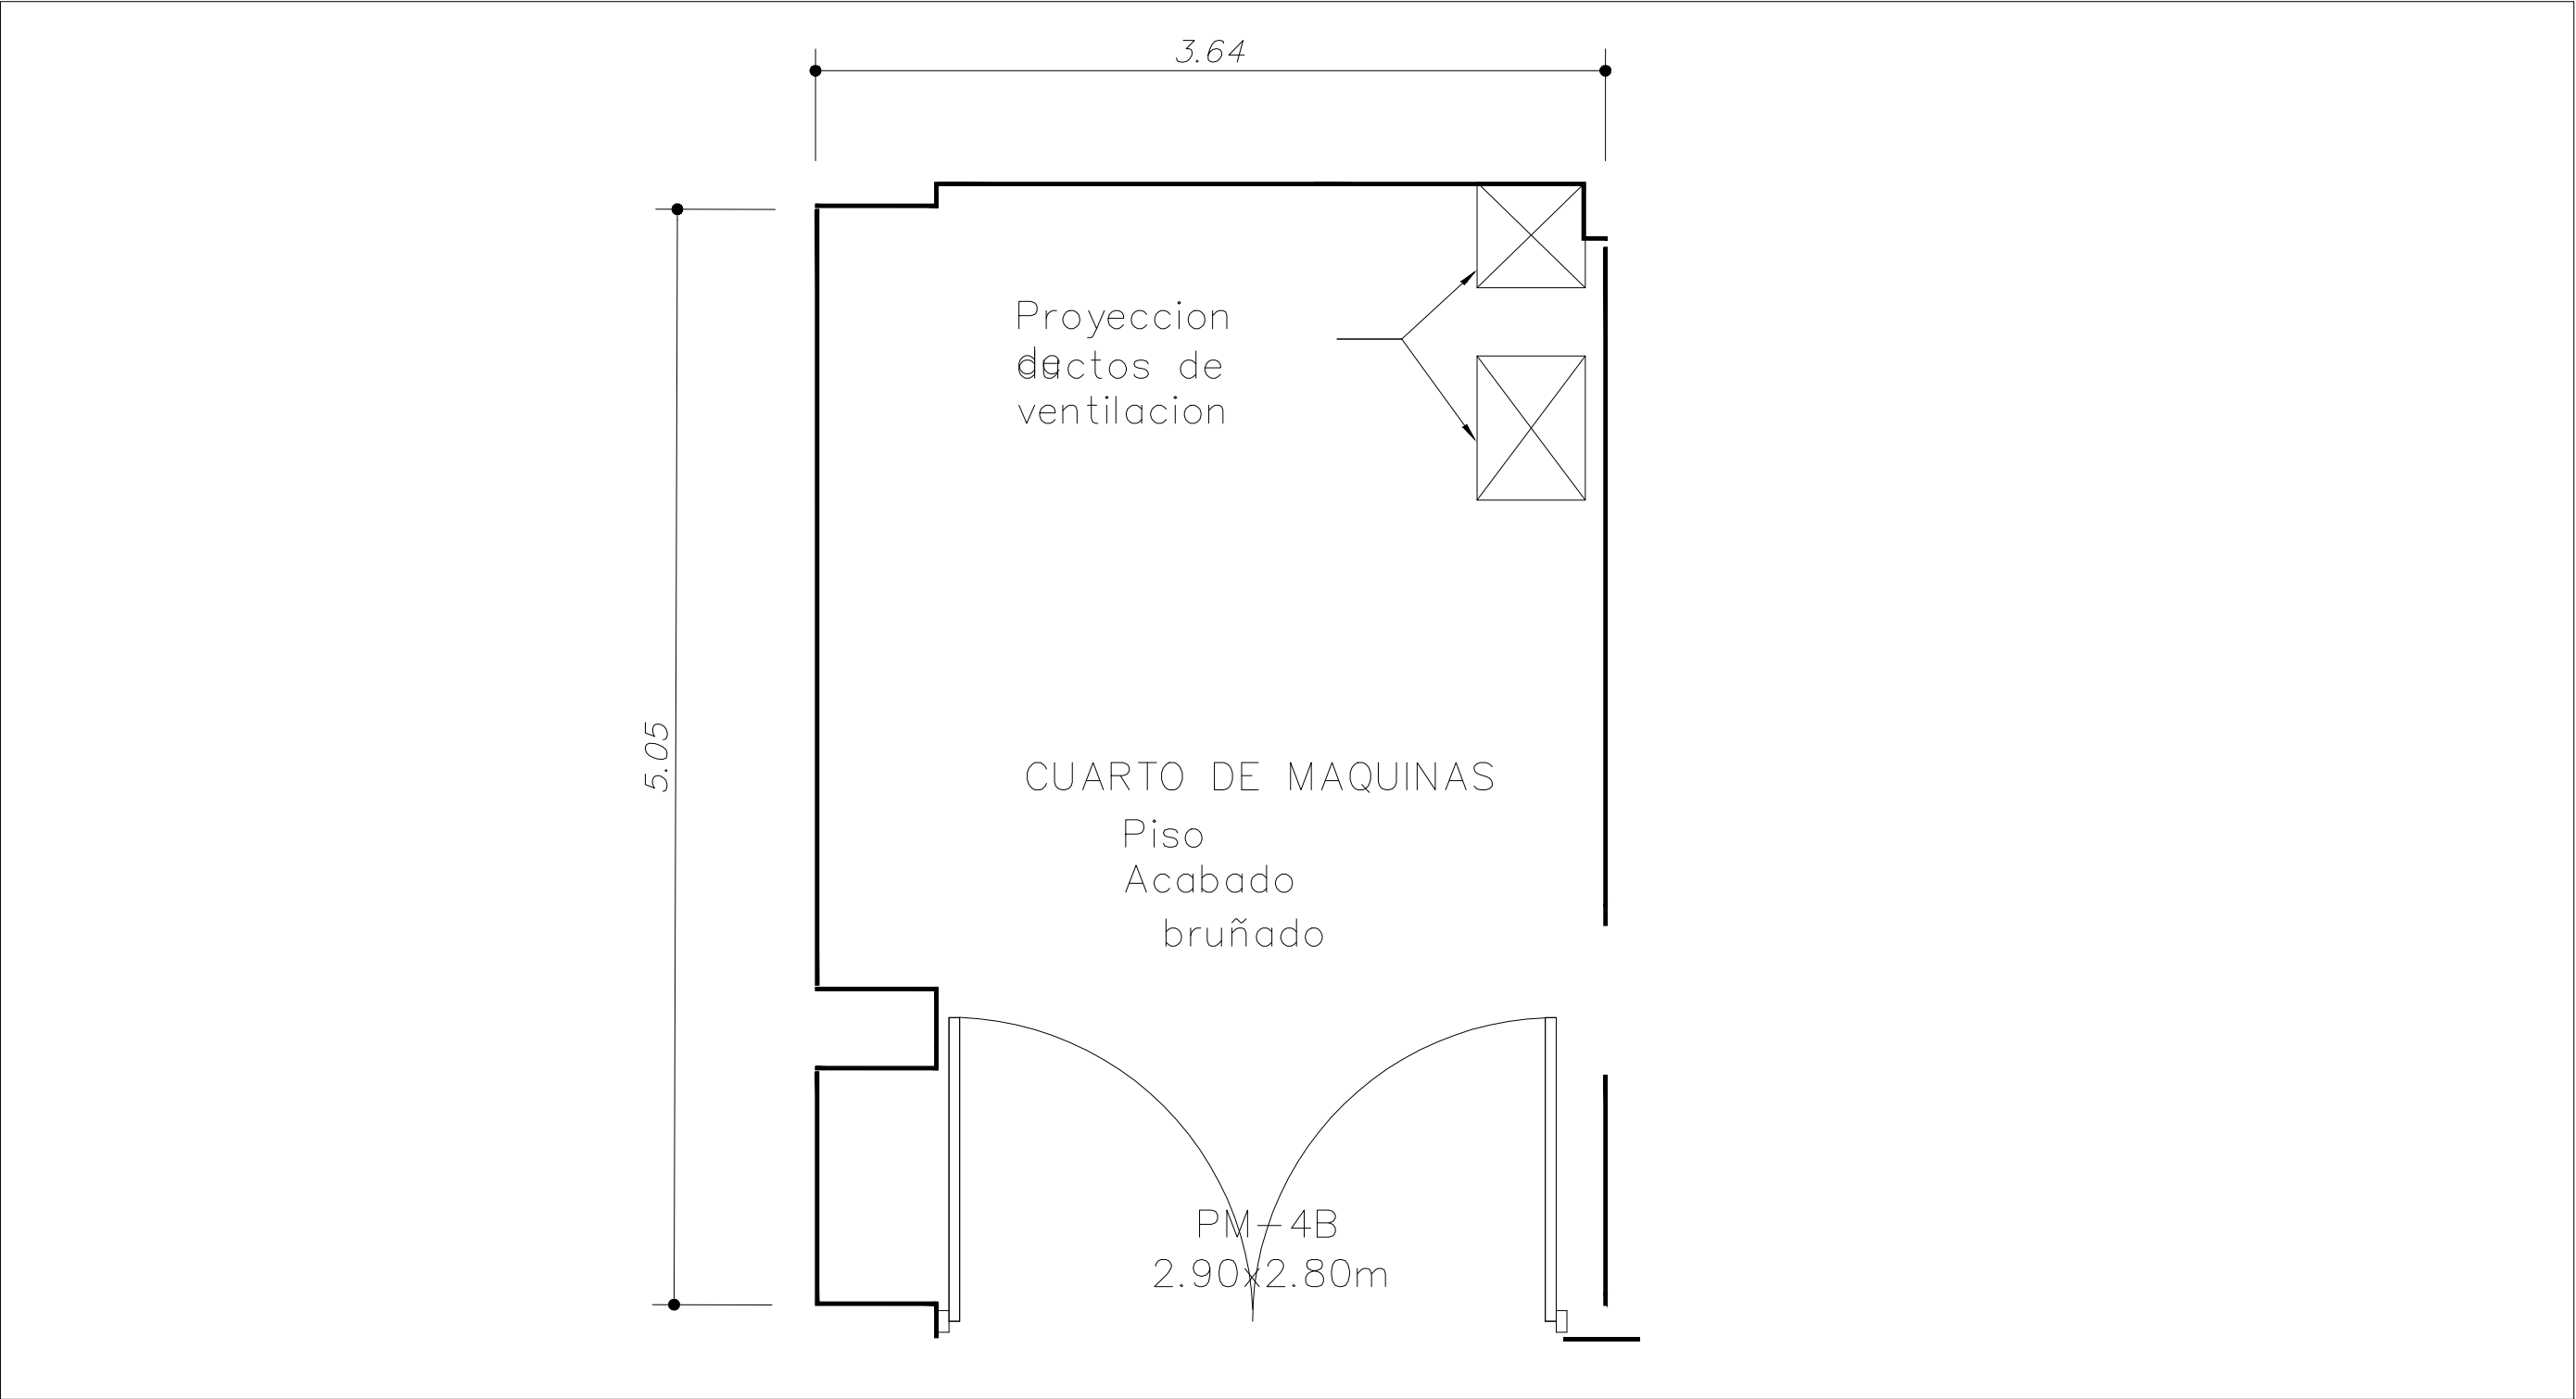 3.64
Proyeccion
de
ductos de
ventilacion
5.05
CUARTO DE MAQUINAS
Piso
Acabado
bruñado
PM-4B
2.90x2.80m